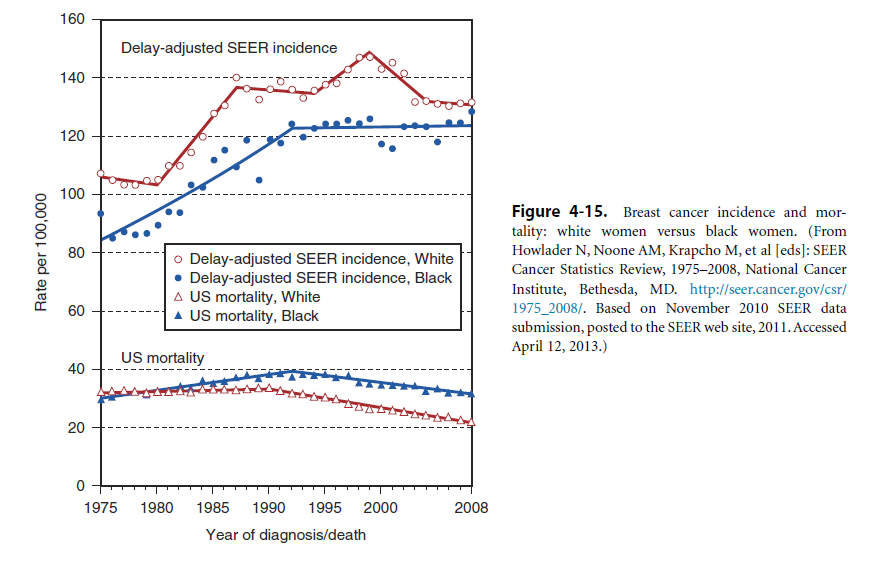 160
140
120
100
80
60
40
20
0
Rate per 100,000
Delay-adjusted SEER incidence
Delay-adjusted SEER incidence, White
Delay-adjusted SEER incidence, Black
US mortality, White
US mortality, Black
US mortality
1975 1980 1985 1990 1995 2000 2008
Year of diagnosis/death
Figure 4-15. Breast cancer incidence and mor-
tality: white women versus black women. (From
Howlader N, Noone AM, Krapcho M, et al [eds]: SEER
Cancer Statistics Review, 1975–2008, National Cancer
Institute, Bethesda, MD. http://seer.cancer.gov/csr/
1975_2008/. Based on November 2010 SEER data
submission, posted to the SEER web site, 2011. Accessed
April 12, 2013.)